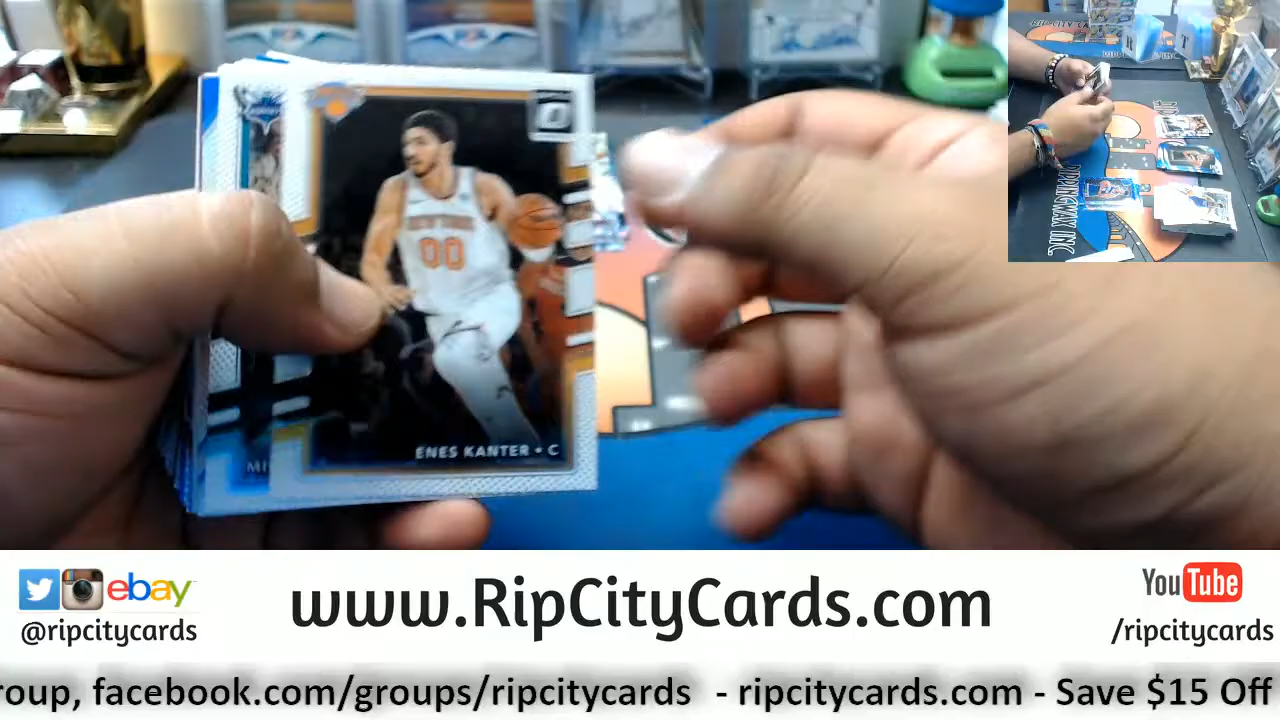 NEW YORK
00
ENES KANTER • C
MI
ebay
@ripcitycards
www.RipCityCards.com
YouTube
/ripcitycards
roup, facebook.com/groups/ripcitycards - ripcitycards.com - Save $15 Off